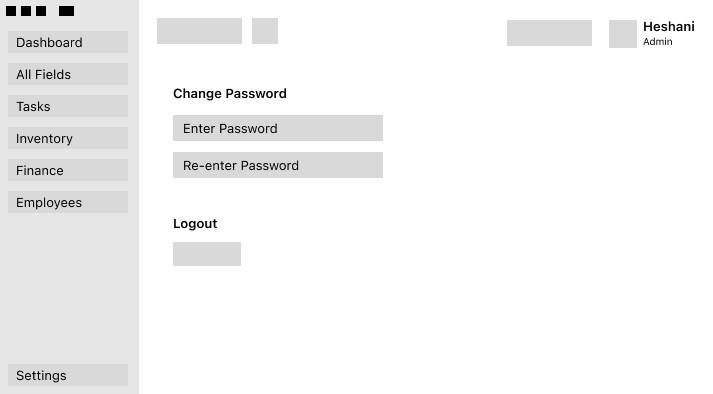 Dashboard
All Fields
Tasks
Inventory
Finance
Employees
Settings
Heshani
Admin
Change Password
Enter Password
Re-enter Password
Logout